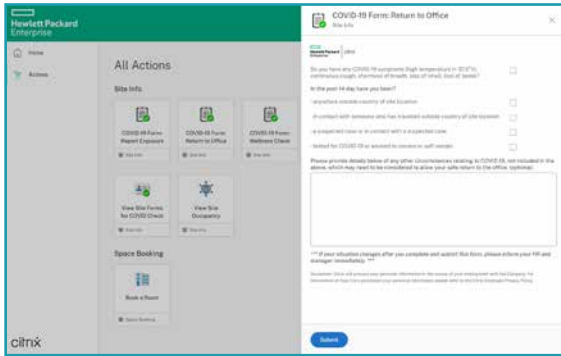 Hewlett Packard
Enterprise
Home
Actions
All Actions
Site Info
COVID-19 Form:
Report Exposure
Site Info
COVID-19 Form:
Return to Office
Site Info
COVID-19 Form:
Wellness Check
Site Info
View Site Forms
for COVID Check
Site Info
View Site
Occupancy
Site Info
Space Booking
Book a Room
Space Booking
citrix
COVID-19 Form: Return to Office
Site Info
Hewlett Packard
Enterprise
Do you have any COVID-19 symptoms (high temperature
continuous cough, shortness of breath, loss of smell, loss of taste)?
In the past 14 day have you been?
- anywhere outside country of site location
- in contact with someone who has travelled outside country of site location
- a suspected case or in contact with a suspected case
- tested for COVID-19 or advised to isolate or self-isolate
Please provide details below of any other circumstances relating to COVID-19, not included in the
above, which may need to be considered to allow your safe return to the office. (optional)
*** If your situation changes after you complete and submit this form, please inform your HR and
manager immediately. ***
Submit